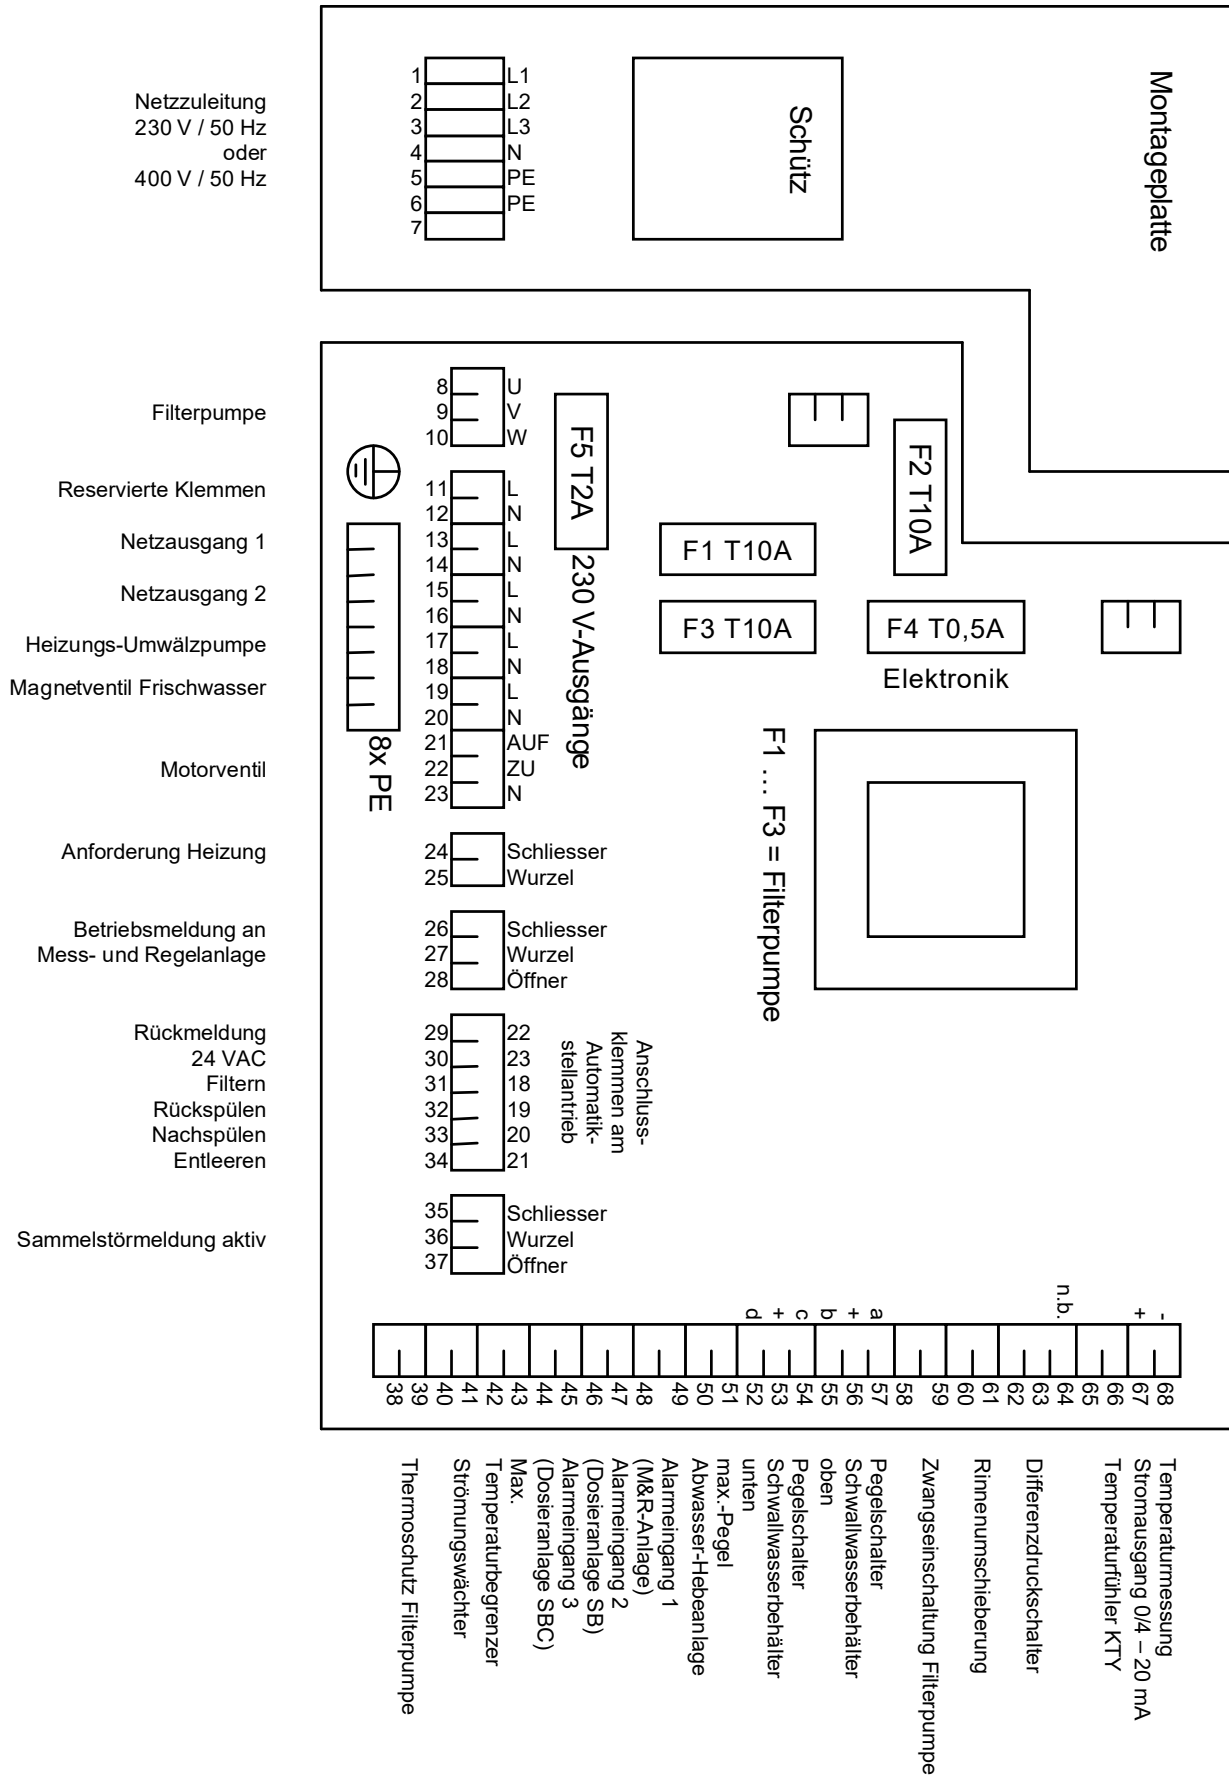 Netzzuleitung
230 V / 50 Hz
oder
400 V / 50 Hz
1 L1
2 L2
3 L3
4 N
5 PE
6 PE
7
Schütz
Montageplatte
Filterpumpe
8 U
9 V
10 W
Reservierte Klemmen
11 L
12 N
Netzausgang 1
13 L
14 N
Netzausgang 2
15 L
16 N
Heizungs-Umwälzpumpe
17 L
18 N
Magnetventil Frischwasser
19 L
20 N
Motorventil
21 AUF
22 ZU
23 N
8x PE
F5 T2A
230 V-Ausgänge
F1 T10A
F2 T10A
F3 T10A
F4 T0,5A
Elektronik
F1 … F3 = Filterpumpe
Anforderung Heizung
24 Schliesser
25 Wurzel
Betriebsmeldung an
Mess- und Regelanlage
26 Schliesser
27 Wurzel
28 Öffner
Rückmeldung 29 22
24 VAC 30 23
Filtern 31 18
Rückspülen 32 19
Nachspülen 33 20
Entleeren 34 21
Anschluss-
klemmen am
Automatik-
stellantrieb
Sammelstörmeldung aktiv
35 Schliesser
36 Wurzel
37 Öffner
d + c b + a n.b. + -
38 39 40 41 42 43 44 45 46 47 48 49 50 51 52 53 54 55 56 57 58 59 60 61 62 63 64 65 66 67 68
Thermoschutz Filterpumpe
Strömungswächter
Temperaturbegrenzer
Max.
(Dosieranlage SBC)
Alarmeingang 3
(Dosieranlage SB)
Alarmeingang 2
(M&R-Anlage)
Alarmeingang 1
Abwasser-Hebeanlage
max.-Pegel
unten
Schwallwasserbehälter
Pegelschalter
oben
Schwallwasserbehälter
Pegelschalter
Zwangseinschaltung Filterpumpe
Rinnenumschieberung
Differenzdruckschalter
Temperaturfühler KTY
Stromausgang 0/4 – 20 mA
Temperaturmessung